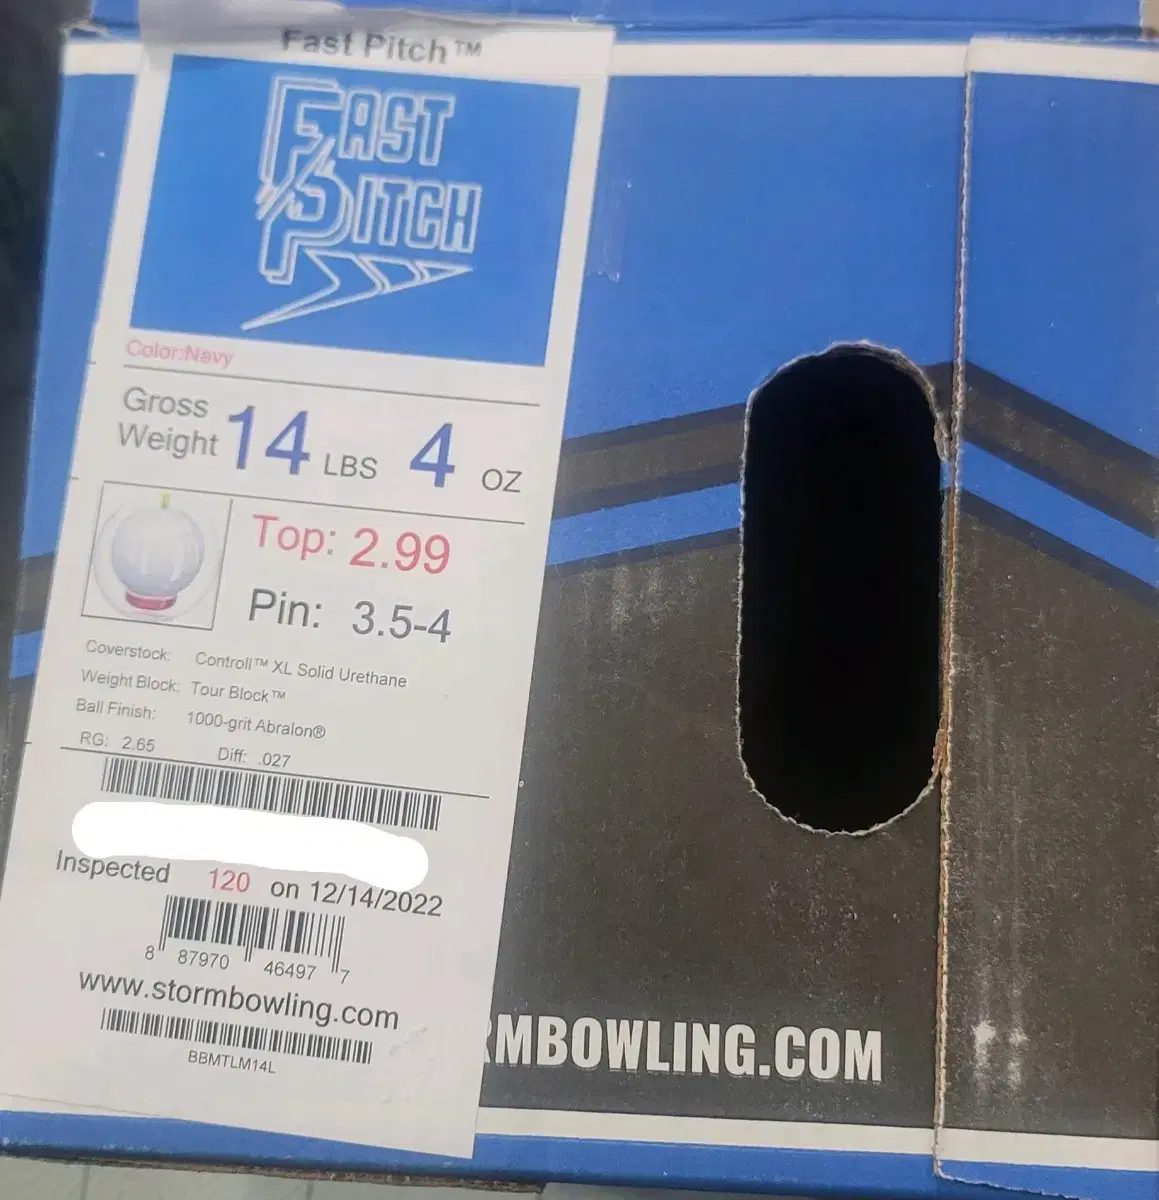 Fast Pitch™
FAST
PITCH
Color:Navy
Gross Weight 14 LBS 4 OZ
Top: 2.99
Pin: 3.5-4
Coverstock: Controll™ XL Solid Urethane
Weight Block: Tour Block™
Ball Finish: 1000-grit Abralon®
RG: 2.65 Diff: .027
Inspected 120 on 12/14/2022
8 87970 46497 7
www.stormbowling.com
BBMTLM14L
RMBOWLING.COM